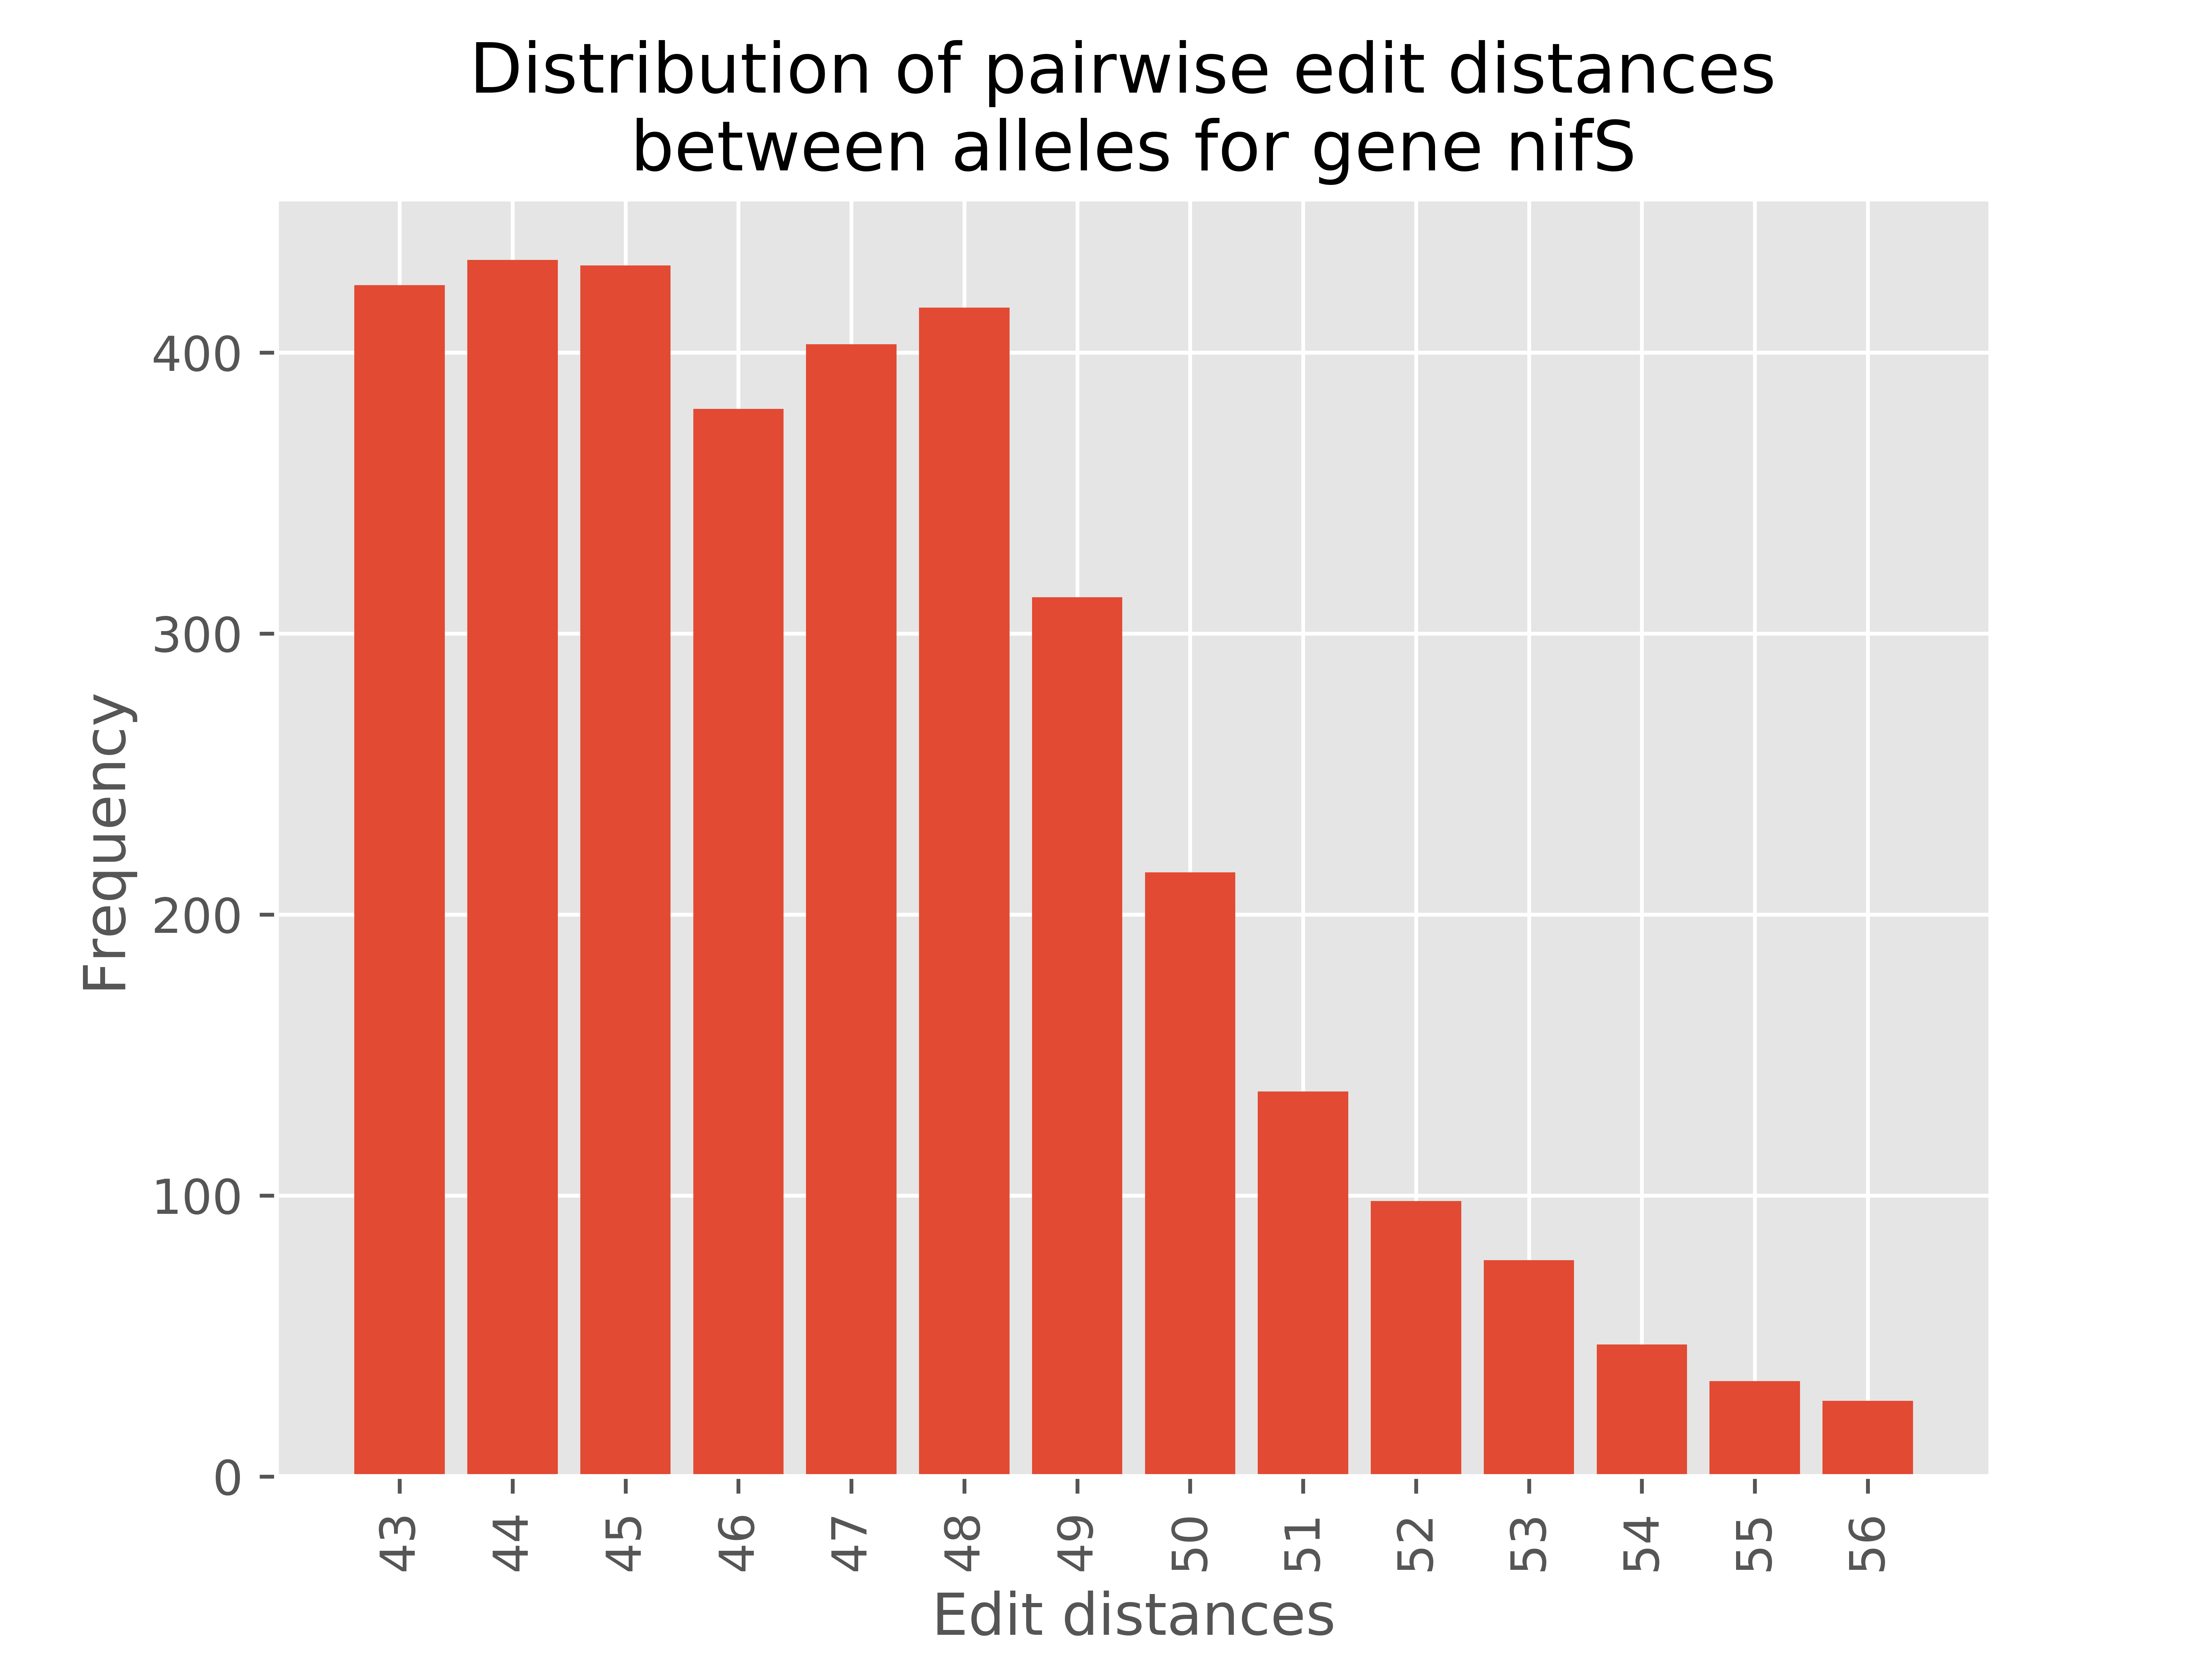 Distribution of pairwise edit distances
between alleles for gene nifS
Frequency
400
300
200
100
0
43 44 45 46 47 48 49 50 51 52 53 54 55 56
Edit distances